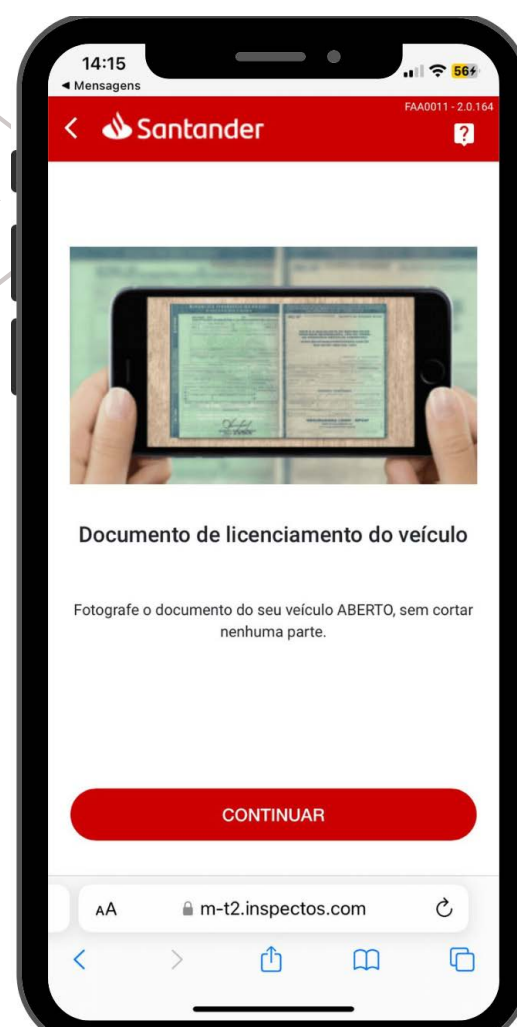 14:15
56
Mensagens
FAA0011 - 2.0.164
Santander
?
Documento de licenciamento do veículo
Fotografe o documento do seu veículo ABERTO, sem cortar
nenhuma parte.
CONTINUAR
AA
m-t2.inspectos.com